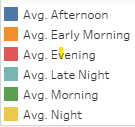 Avg. Afternoon
Avg. Early Morning
Avg. Evening
Avg. Late Night
Avg. Morning
Avg. Night